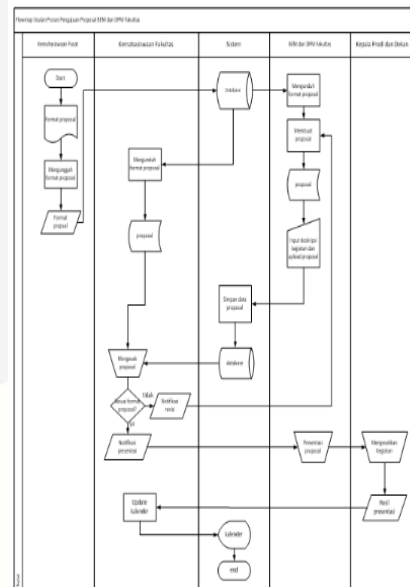 Flowmap Usulan Proses Pengajuan Proposal BEM dan DPM Fakultas
Kemahasiswaan Pusat
Kemahasiswaan Fakultas
Sistem
BEM dan DPM Fakultas
Kepala Prodi dan Dekan
Start
Format proposal
Mengunggah
format proposal
Format
proposal
Database
Mengunduh
format proposal
Mengunduh
format proposal
Membuat
proposal
proposal
proposal
Input deskripsi
kegiatan dan
upload proposal
Simpan data
proposal
database
Mengecek
proposal
Sesuai format
proposal?
tidak
Notifikasi
revisi
ya
Notifikasi
presentasi
Presentasi
proposal
Mengesahkan
kegiatan
Hasil
presentasi
Update
kalender
kalender
end